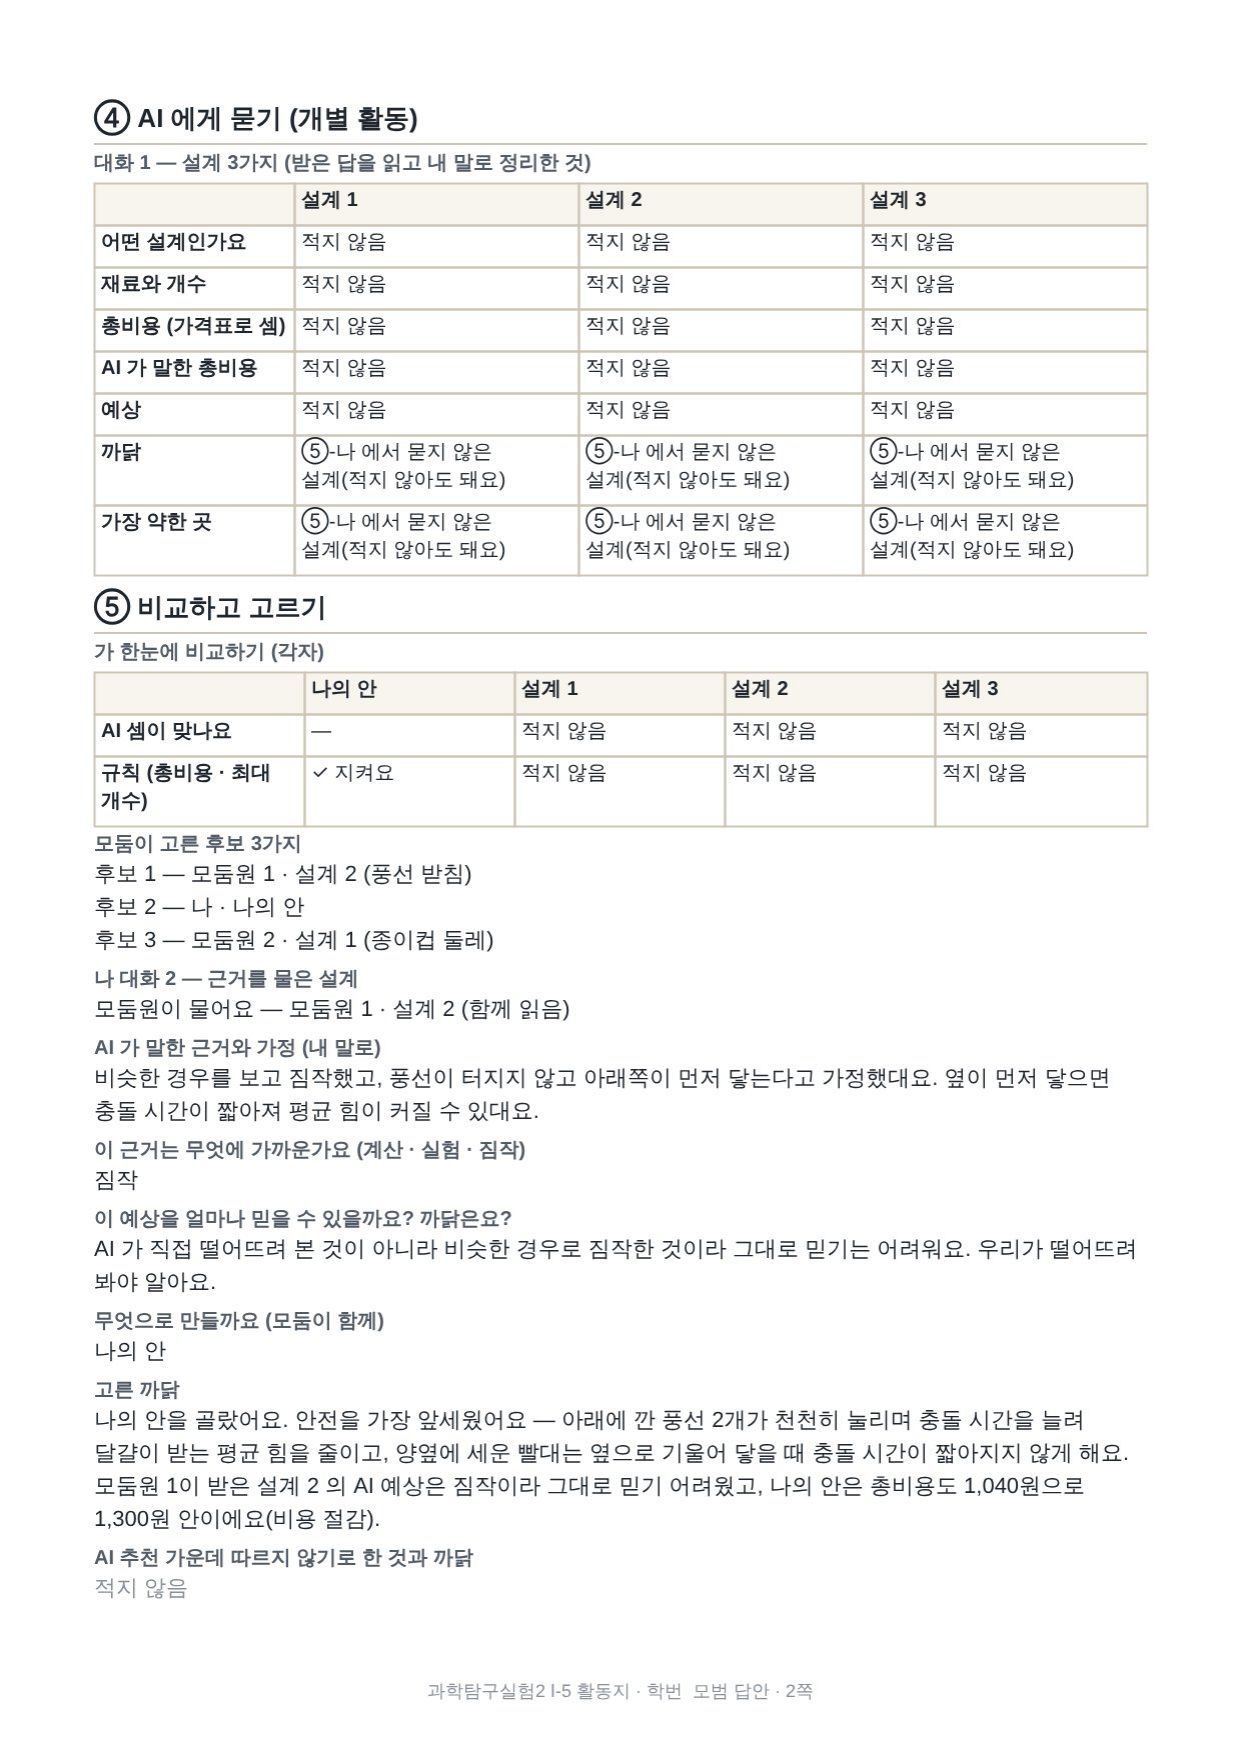 ④ AI 에게 묻기 (개별 활동)
대화 1 — 설계 3가지 (받은 답을 읽고 내 말로 정리한 것)
설계 1 설계 2 설계 3
어떤 설계인가요 적지 않음 적지 않음 적지 않음
재료와 개수 적지 않음 적지 않음 적지 않음
총비용 (가격표로 셈) 적지 않음 적지 않음 적지 않음
AI 가 말한 총비용 적지 않음 적지 않음 적지 않음
예상 적지 않음 적지 않음 적지 않음
까닭 ⑤-나 에서 묻지 않은 ⑤-나 에서 묻지 않은 ⑤-나 에서 묻지 않은
설계(적지 않아도 돼요) 설계(적지 않아도 돼요) 설계(적지 않아도 돼요)
가장 약한 곳 ⑤-나 에서 묻지 않은 ⑤-나 에서 묻지 않은 ⑤-나 에서 묻지 않은
설계(적지 않아도 돼요) 설계(적지 않아도 돼요) 설계(적지 않아도 돼요)
⑤ 비교하고 고르기
가 한눈에 비교하기 (각자)
나의 안 설계 1 설계 2 설계 3
AI 셈이 맞나요 — 적지 않음 적지 않음 적지 않음
규칙 (총비용 · 최대 ✓ 지켜요 적지 않음 적지 않음 적지 않음
개수)
모둠이 고른 후보 3가지
후보 1 — 모둠원 1 · 설계 2 (풍선 받침)
후보 2 — 나 · 나의 안
후보 3 — 모둠원 2 · 설계 1 (종이컵 둘레)
나 대화 2 — 근거를 물은 설계
모둠원이 물어요 — 모둠원 1 · 설계 2 (함께 읽음)
AI 가 말한 근거와 가정 (내 말로)
비슷한 경우를 보고 짐작했고, 풍선이 터지지 않고 아래쪽이 먼저 닿는다고 가정했대요. 옆이 먼저 닿으면
충돌 시간이 짧아져 평균 힘이 커질 수 있대요.
이 근거는 무엇에 가까운가요 (계산 · 실험 · 짐작)
짐작
이 예상을 얼마나 믿을 수 있을까요? 까닭은요?
AI 가 직접 떨어뜨려 본 것이 아니라 비슷한 경우로 짐작한 것이라 그대로 믿기는 어려워요. 우리가 떨어뜨려
봐야 알아요.
무엇으로 만들까요 (모둠이 함께)
나의 안
고른 까닭
나의 안을 골랐어요. 안전을 가장 앞세웠어요 — 아래에 깐 풍선 2개가 천천히 눌리며 충돌 시간을 늘려
달걀이 받는 평균 힘을 줄이고, 양옆에 세운 빨대는 옆으로 기울어 닿을 때 충돌 시간이 짧아지지 않게 해요.
모둠원 1이 받은 설계 2 의 AI 예상은 짐작이라 그대로 믿기 어려웠고, 나의 안은 총비용도 1,040원으로
1,300원 안이에요(비용 절감).
AI 추천 가운데 따르지 않기로 한 것과 까닭
적지 않음
과학탐구실험2 I-5 활동지 · 학번 모범 답안 · 2쪽